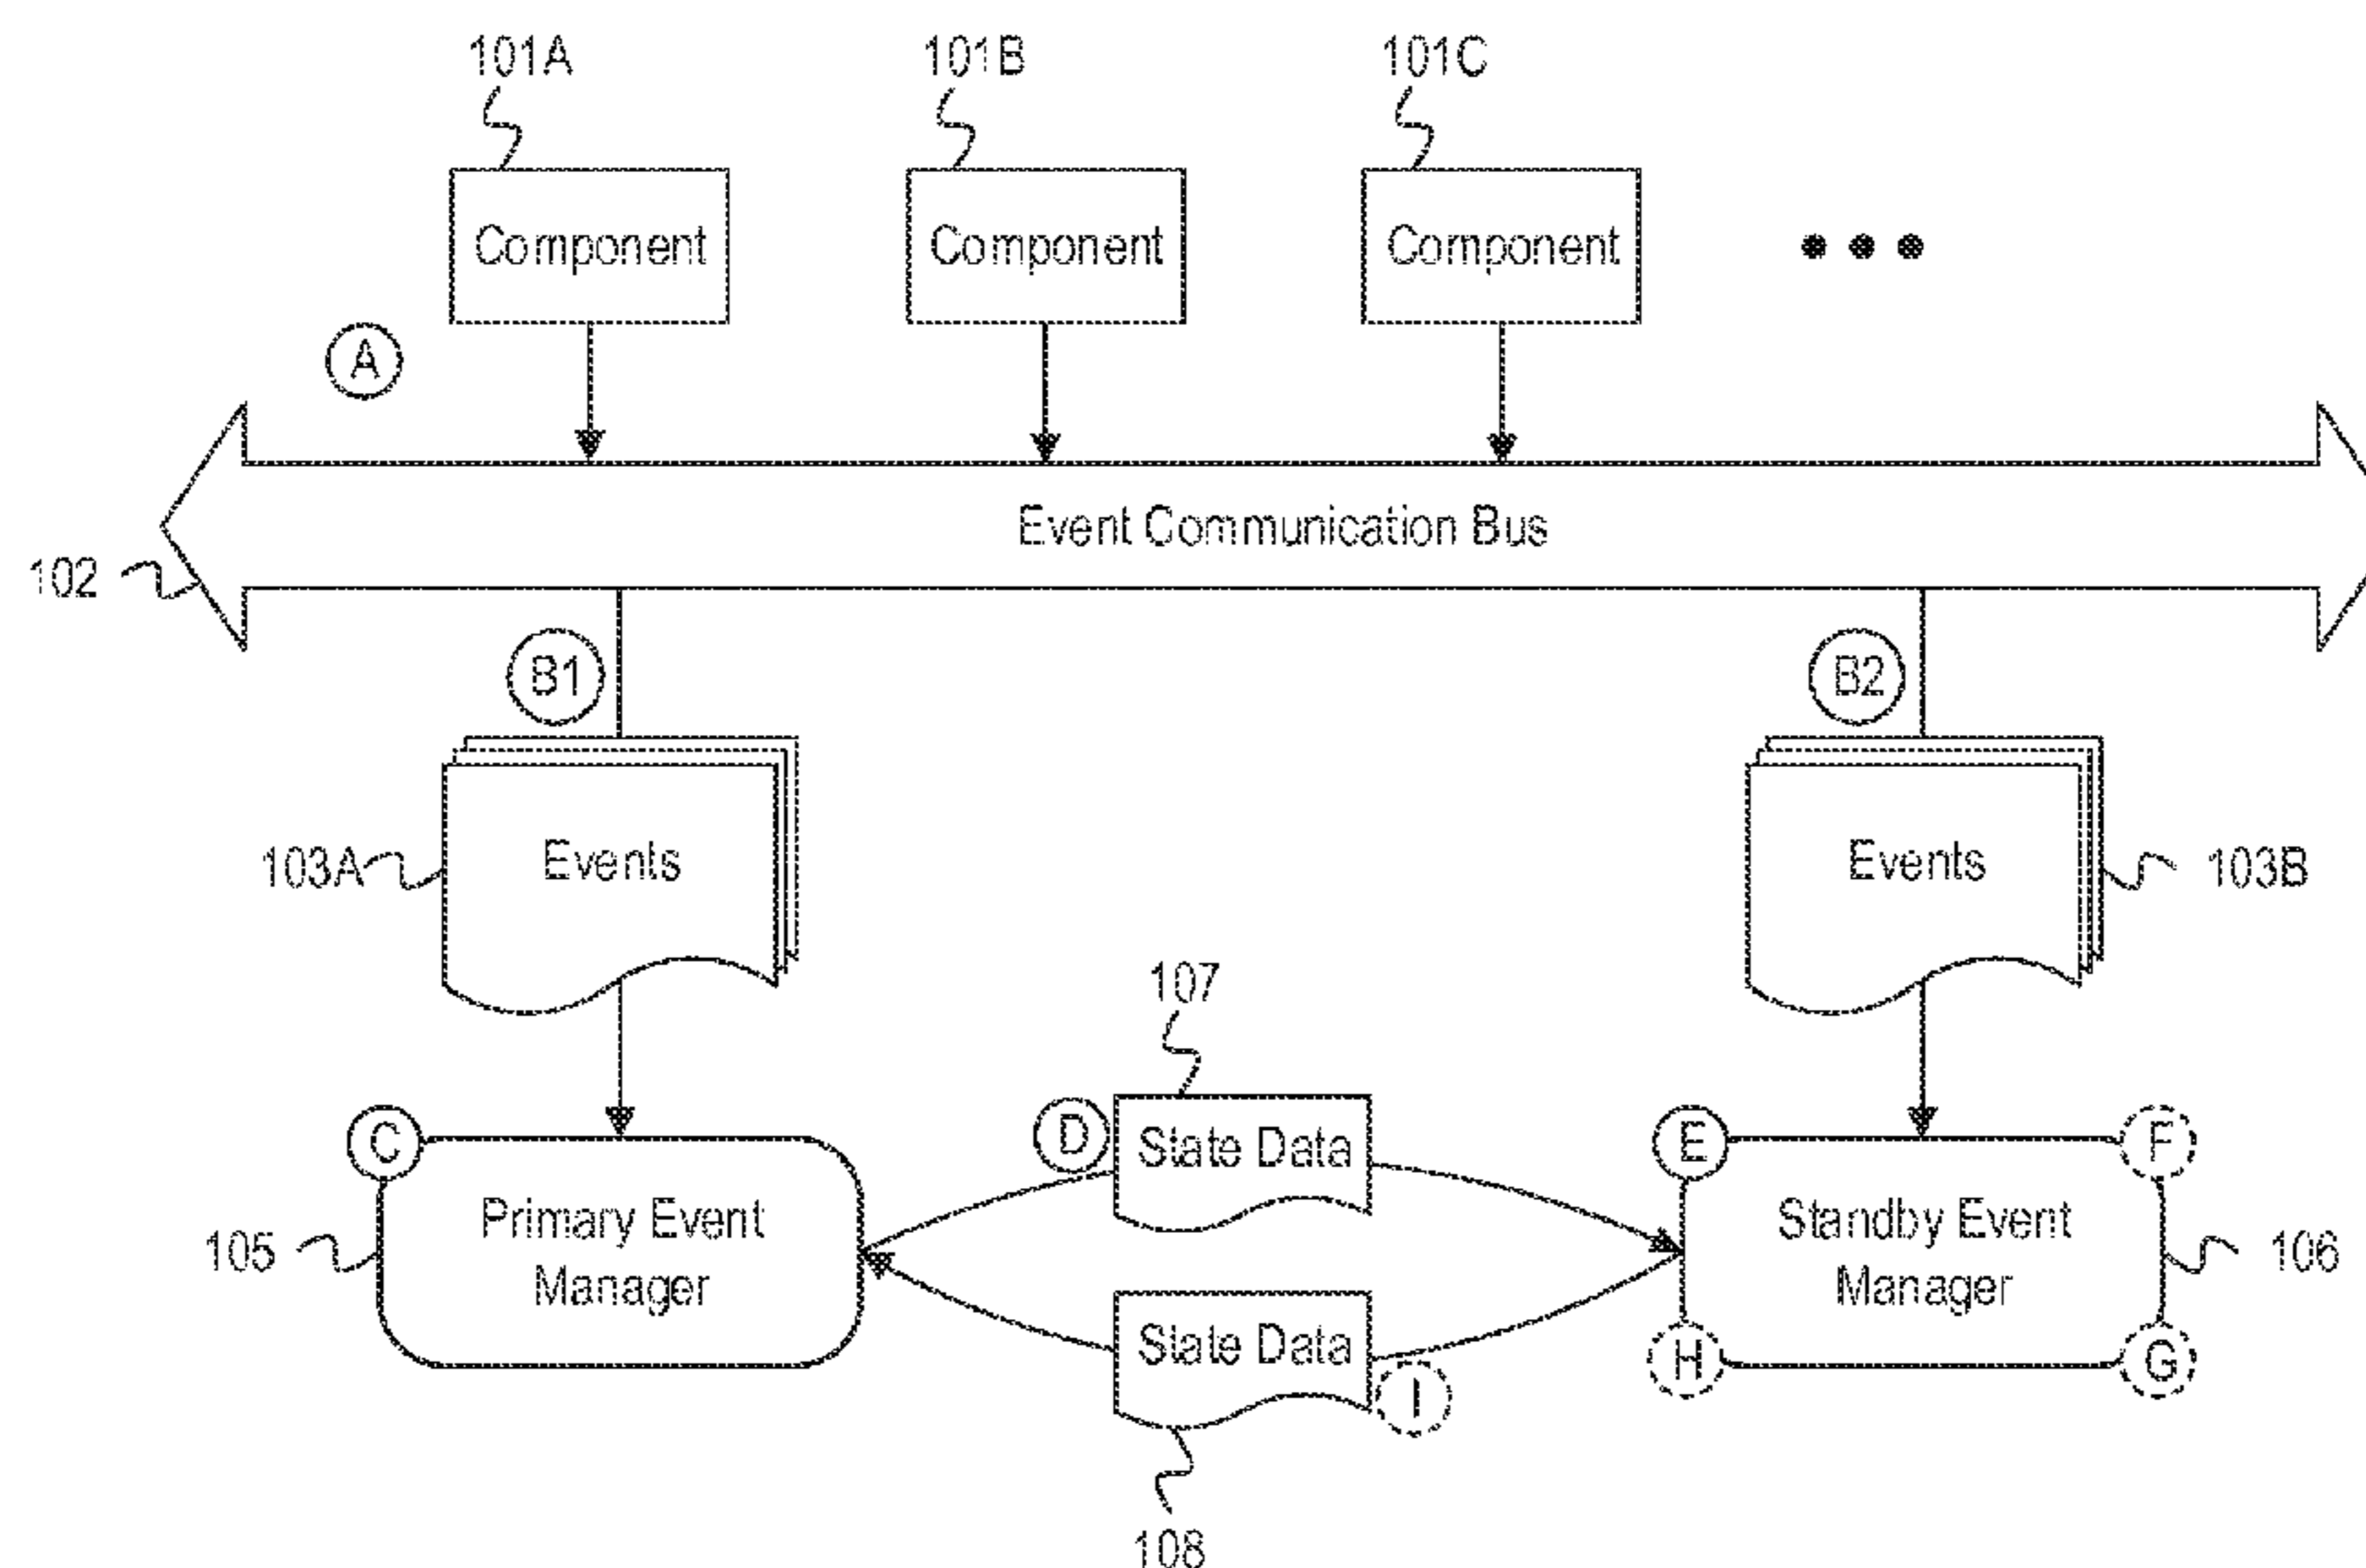 101A 101B 101C
Component Component Component
A
Event Communication Bus
102
B1 B2
Events Events
103A 103B
107
D State Data
C E F
Primary Event Standby Event
Manager Manager
105 106
State Data
H I G
108